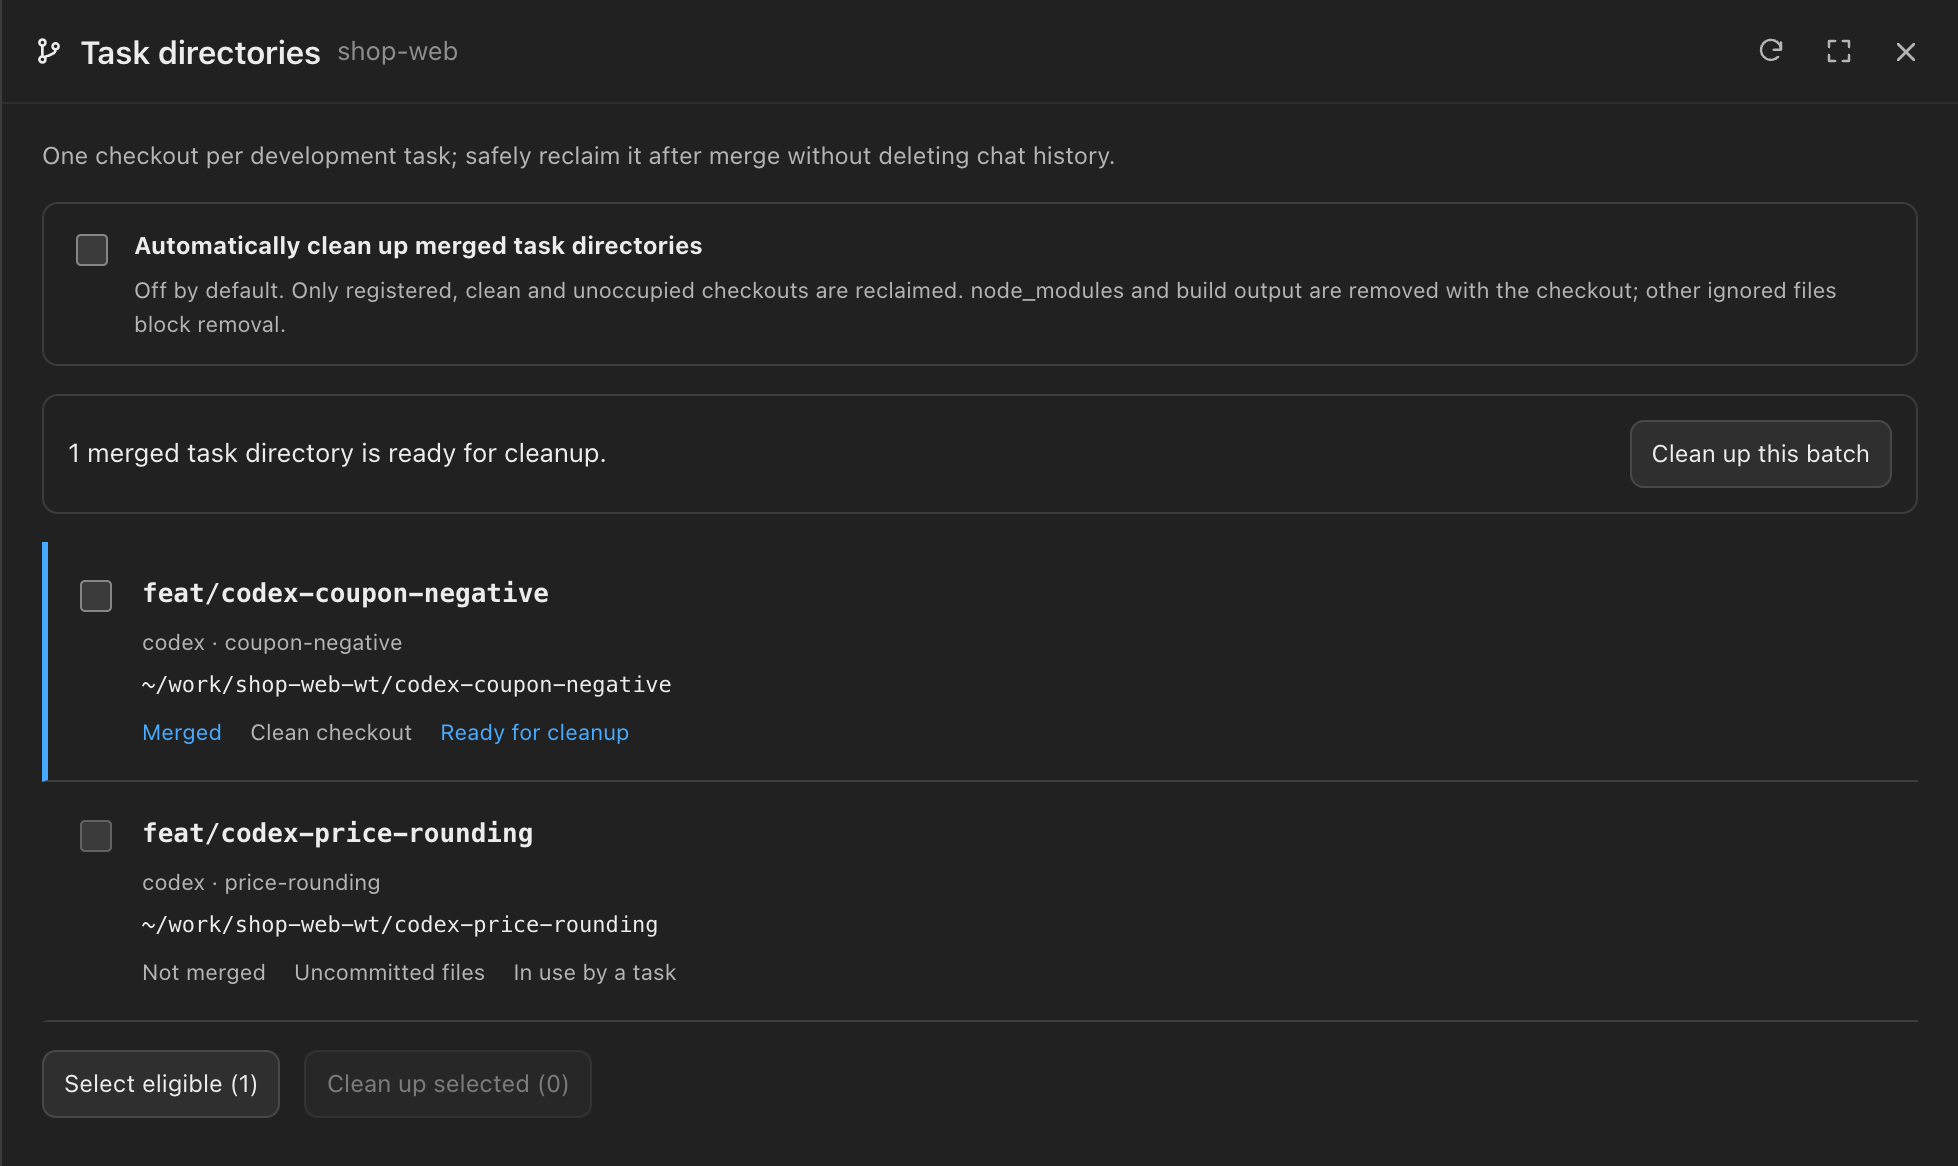 Task directories shop-web
One checkout per development task; safely reclaim it after merge without deleting chat history.
Automatically clean up merged task directories
Off by default. Only registered, clean and unoccupied checkouts are reclaimed. node_modules and build output are removed with the checkout; other ignored files
block removal.
1 merged task directory is ready for cleanup.
Clean up this batch
feat/codex-coupon-negative
codex · coupon-negative
~/work/shop-web-wt/codex-coupon-negative
Merged Clean checkout Ready for cleanup
feat/codex-price-rounding
codex · price-rounding
~/work/shop-web-wt/codex-price-rounding
Not merged Uncommitted files In use by a task
Select eligible (1) Clean up selected (0)